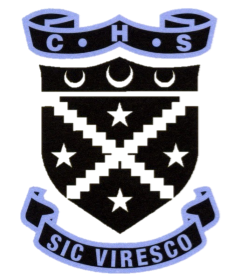 C · H · S
SIC VIRESCO